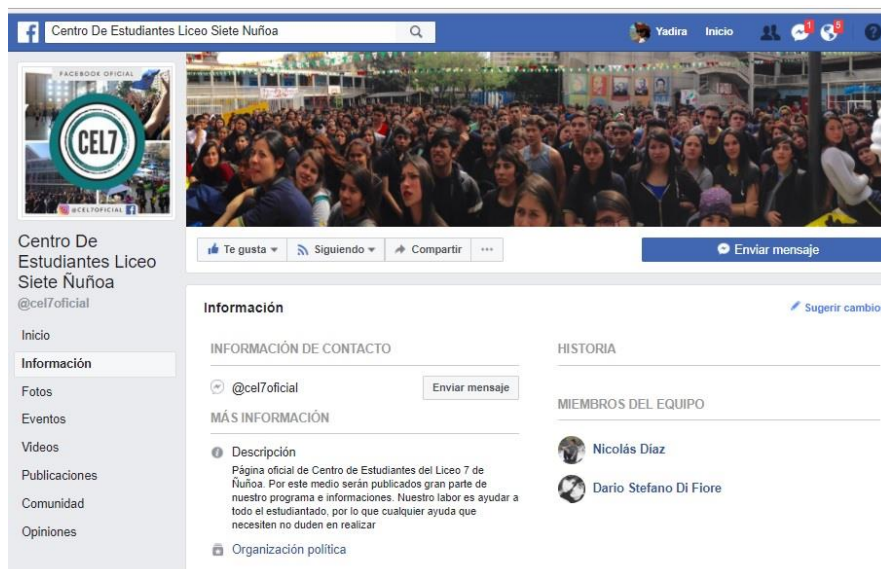 Centro De Estudiantes Liceo Siete Nuñoa
Yadira Inicio
1
5
FACEBOOK OFICIAL
CEL7
@CEL7OFICIAL
Te gusta
Siguiendo
Compartir
Enviar mensaje
Centro De
Estudiantes Liceo
Siete Ñuñoa
@cel7oficial
Inicio
Información
Fotos
Eventos
Videos
Publicaciones
Comunidad
Opiniones
Información
Sugerir cambio
INFORMACIÓN DE CONTACTO
@cel7oficial
Enviar mensaje
MÁS INFORMACIÓN
Descripción
Página oficial de Centro de Estudiantes del Liceo 7 de
Ñuñoa. Por este medio serán publicados gran parte de
nuestro programa e informaciones. Nuestro labor es ayudar a
todo el estudiantado, por lo que cualquier ayuda que
necesiten no duden en realizar
Organización política
HISTORIA
MIEMBROS DEL EQUIPO
Nicolás Díaz
Dario Stefano Di Fiore